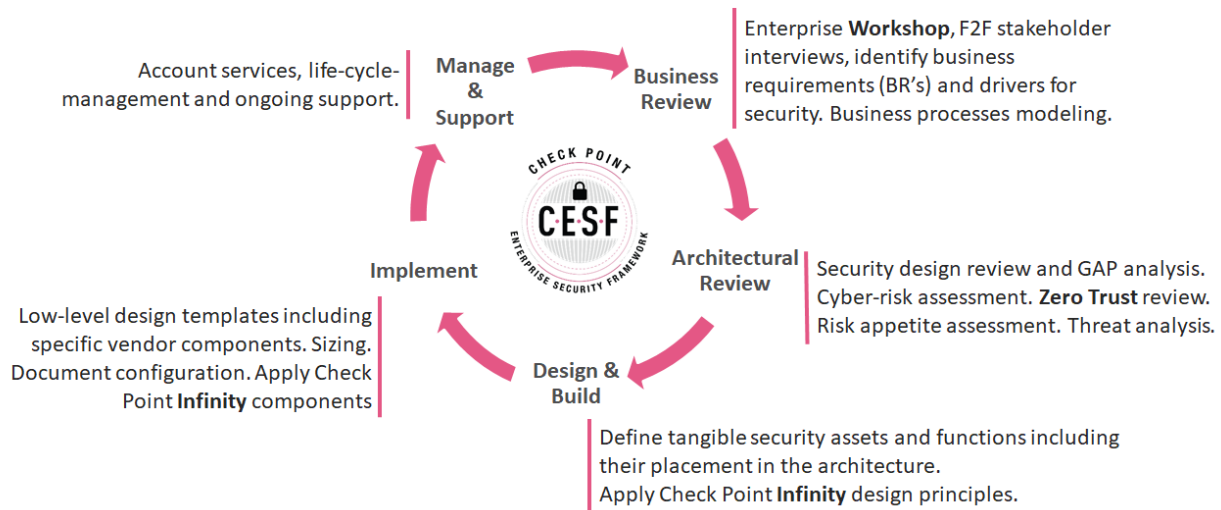 Manage
&
Support
Account services, life-cycle-
management and ongoing support.
Business
Review
Enterprise Workshop, F2F stakeholder
interviews, identify business
requirements (BR's) and drivers for
security. Business processes modeling.
CHECK POINT
C·E·S·F
ENTERPRISE SECURITY FRAMEWORK
Architectural
Review
Security design review and GAP analysis.
Cyber-risk assessment. Zero Trust review.
Risk appetite assessment. Threat analysis.
Design &
Build
Define tangible security assets and functions including
their placement in the architecture.
Apply Check Point Infinity design principles.
Implement
Low-level design templates including
specific vendor components. Sizing.
Document configuration. Apply Check
Point Infinity components